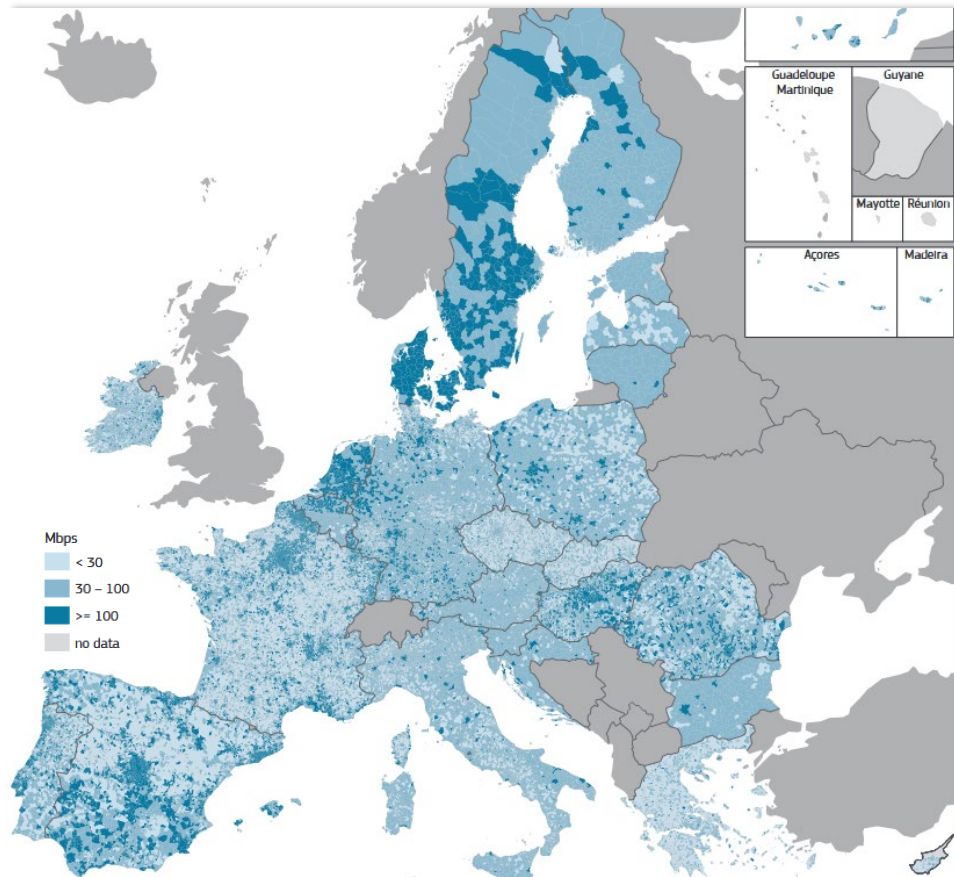 Guadeloupe
Martinique
Guyane
Mayotte
Réunion
Açores
Madeira
Mbps
< 30
30 – 100
>= 100
no data